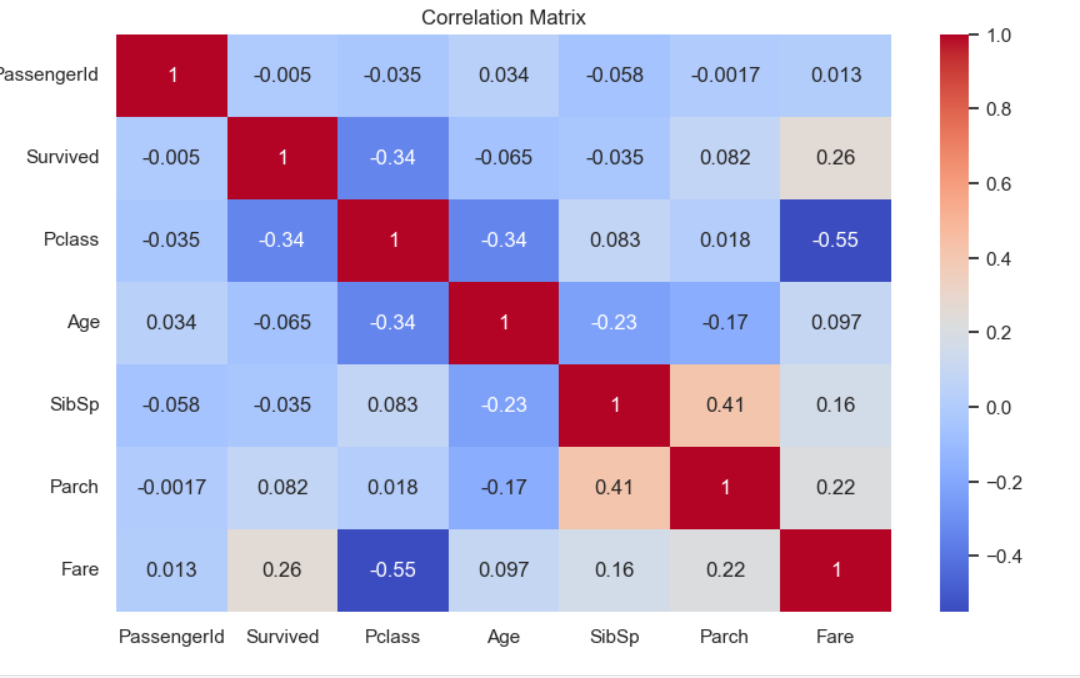 Correlation Matrix
PassengerId 1 -0.005 -0.035 0.034 -0.058 -0.0017 0.013
Survived -0.005 1 -0.34 -0.065 -0.035 0.082 0.26
Pclass -0.035 -0.34 1 -0.34 0.083 0.018 -0.55
Age 0.034 -0.065 -0.34 1 -0.23 -0.17 0.097
SibSp -0.058 -0.035 0.083 -0.23 1 0.41 0.16
Parch -0.0017 0.082 0.018 -0.17 0.41 1 0.22
Fare 0.013 0.26 -0.55 0.097 0.16 0.22 1
PassengerId Survived Pclass Age SibSp Parch Fare
1.0
0.8
0.6
0.4
0.2
0.0
−0.2
−0.4